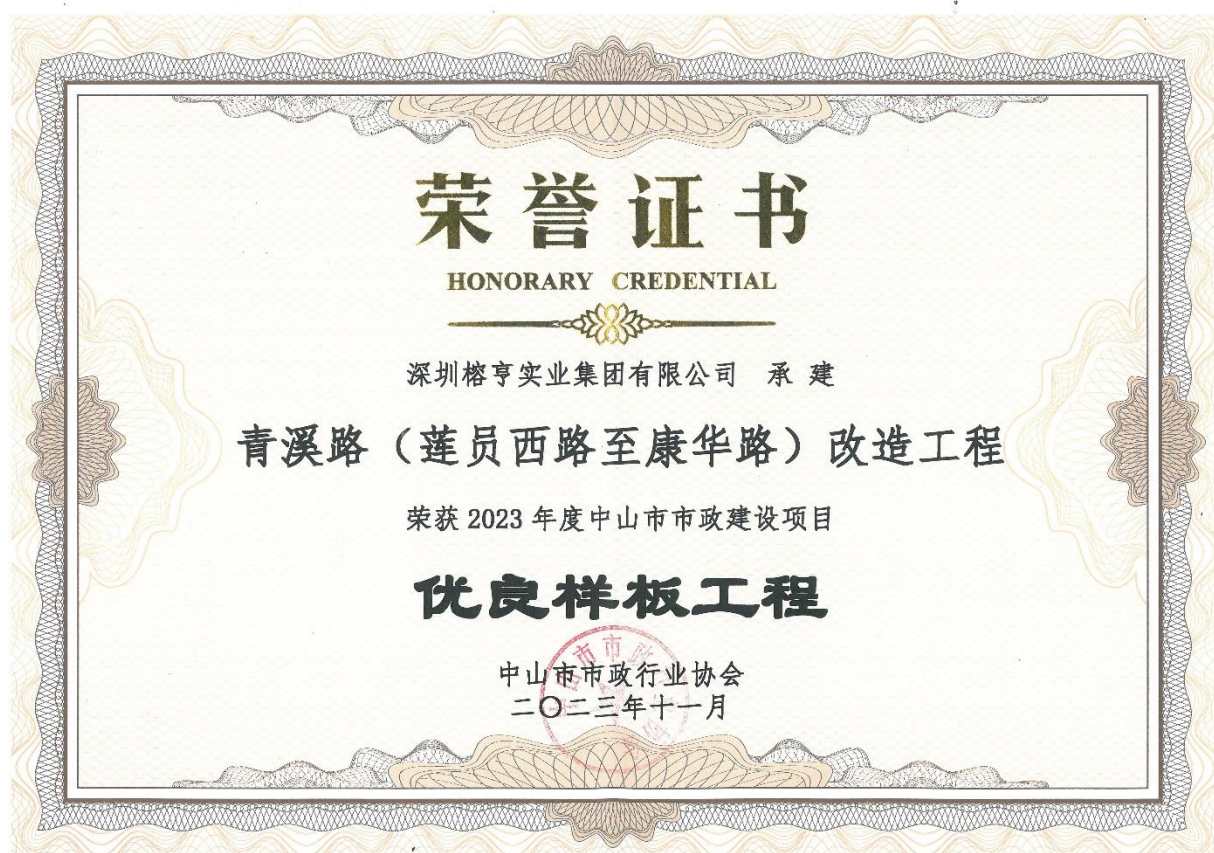 荣誉证书
HONORARY CREDENTIAL
深圳榕亨实业集团有限公司 承 建
青溪路（莲员西路至康华路）改造工程
荣获 2023 年度中山市市政建设项目
优良样板工程
中山市市政行业协会
二〇二三年十一月